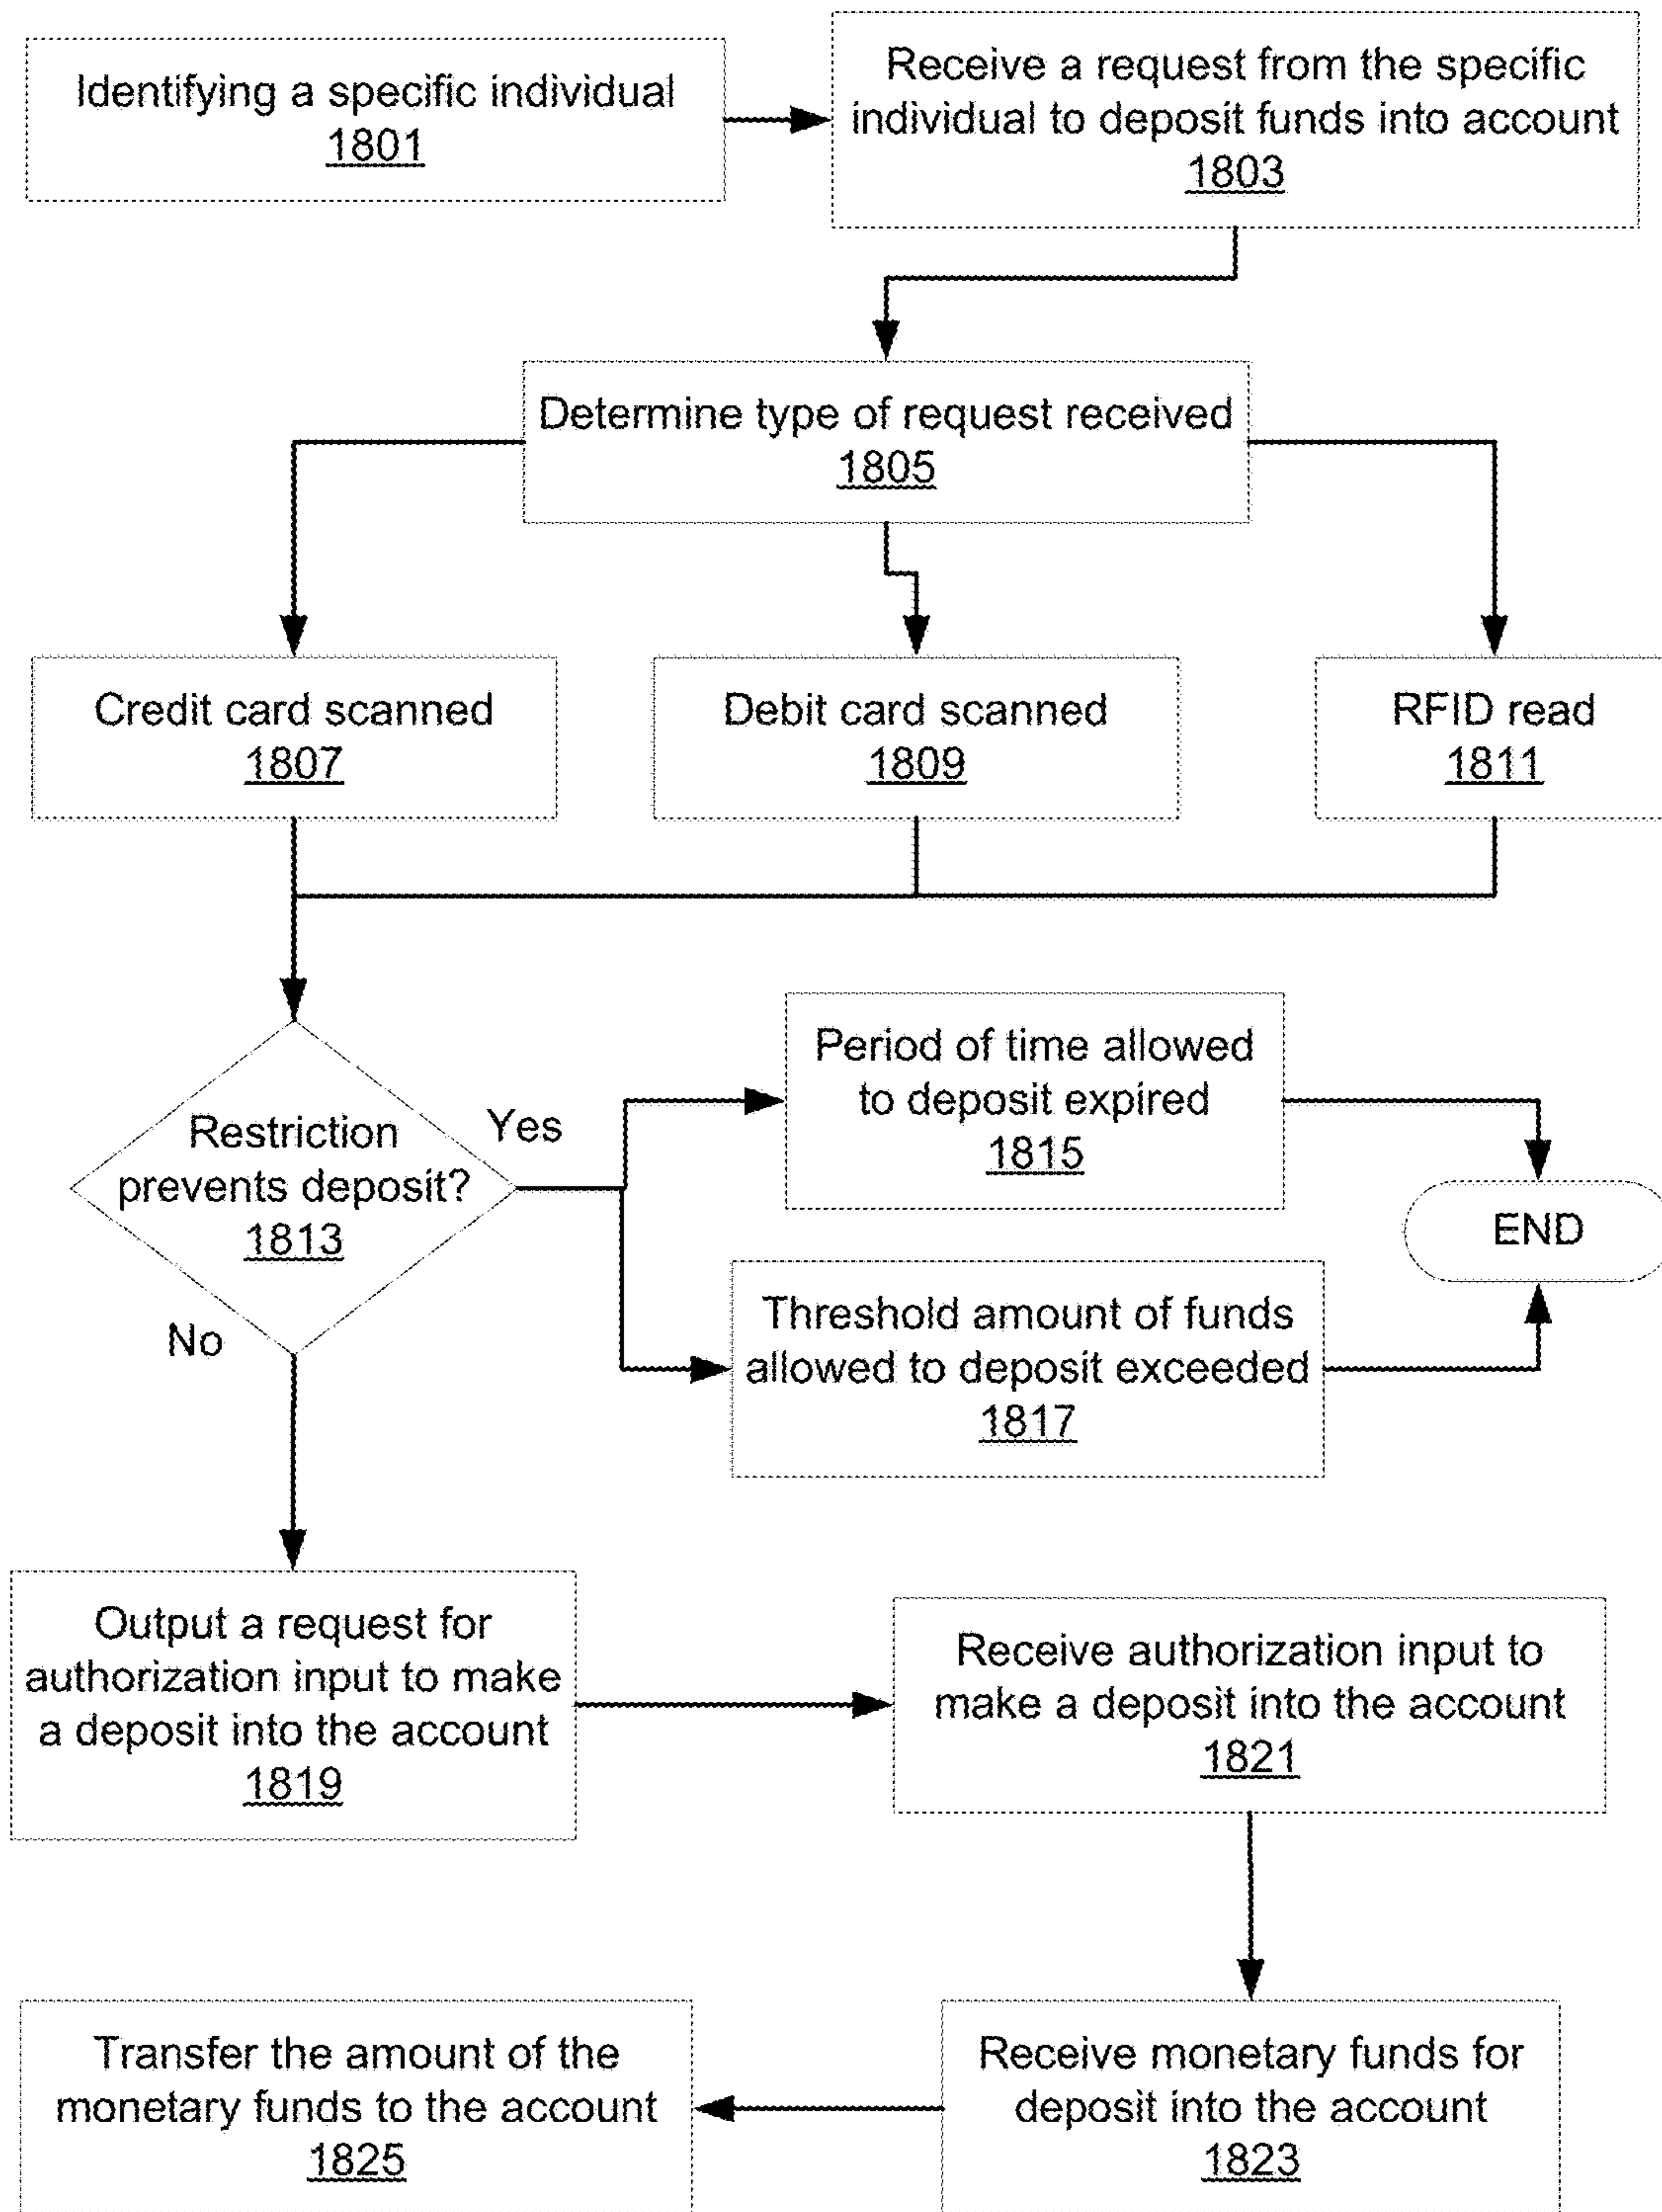 Identifying a specific individual
1801
Receive a request from the specific
individual to deposit funds into account
1803
Determine type of request received
1805
Credit card scanned
1807
Debit card scanned
1809
RFID read
1811
Restriction
prevents deposit?
1813
Yes
No
Period of time allowed
to deposit expired
1815
Threshold amount of funds
allowed to deposit exceeded
1817
END
Output a request for
authorization input to make
a deposit into the account
1819
Receive authorization input to
make a deposit into the account
1821
Receive monetary funds for
deposit into the account
1823
Transfer the amount of the
monetary funds to the account
1825